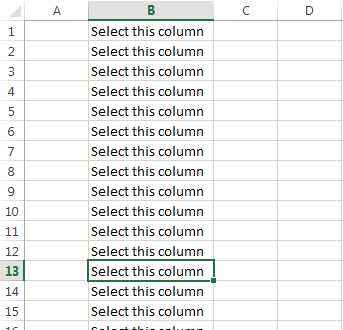 A B C D
1 Select this column
2 Select this column
3 Select this column
4 Select this column
5 Select this column
6 Select this column
7 Select this column
8 Select this column
9 Select this column
10 Select this column
11 Select this column
12 Select this column
13 Select this column
14 Select this column
15 Select this column
16 Select this column